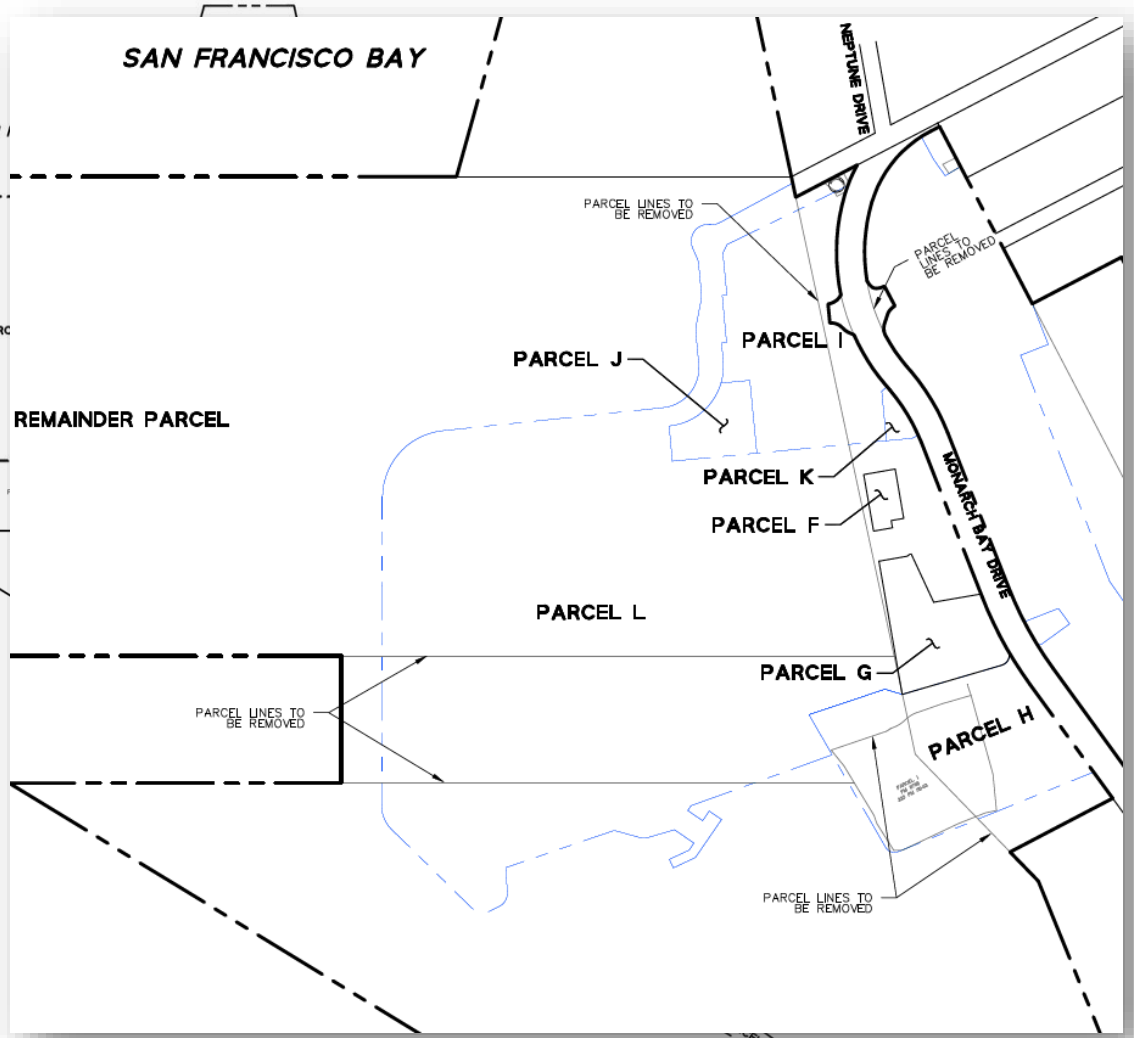 SAN FRANCISCO BAY
NEPTUNE DRIVE
PARCEL LINES TO
BE REMOVED
PARCEL
LINES TO
BE REMOVED
PARCEL I
PARCEL J
REMAINDER PARCEL
PARCEL K
PARCEL F
MONARCH BAY DRIVE
PARCEL L
PARCEL G
PARCEL LINES TO
BE REMOVED
PARCEL H
PARCEL LINES TO
BE REMOVED